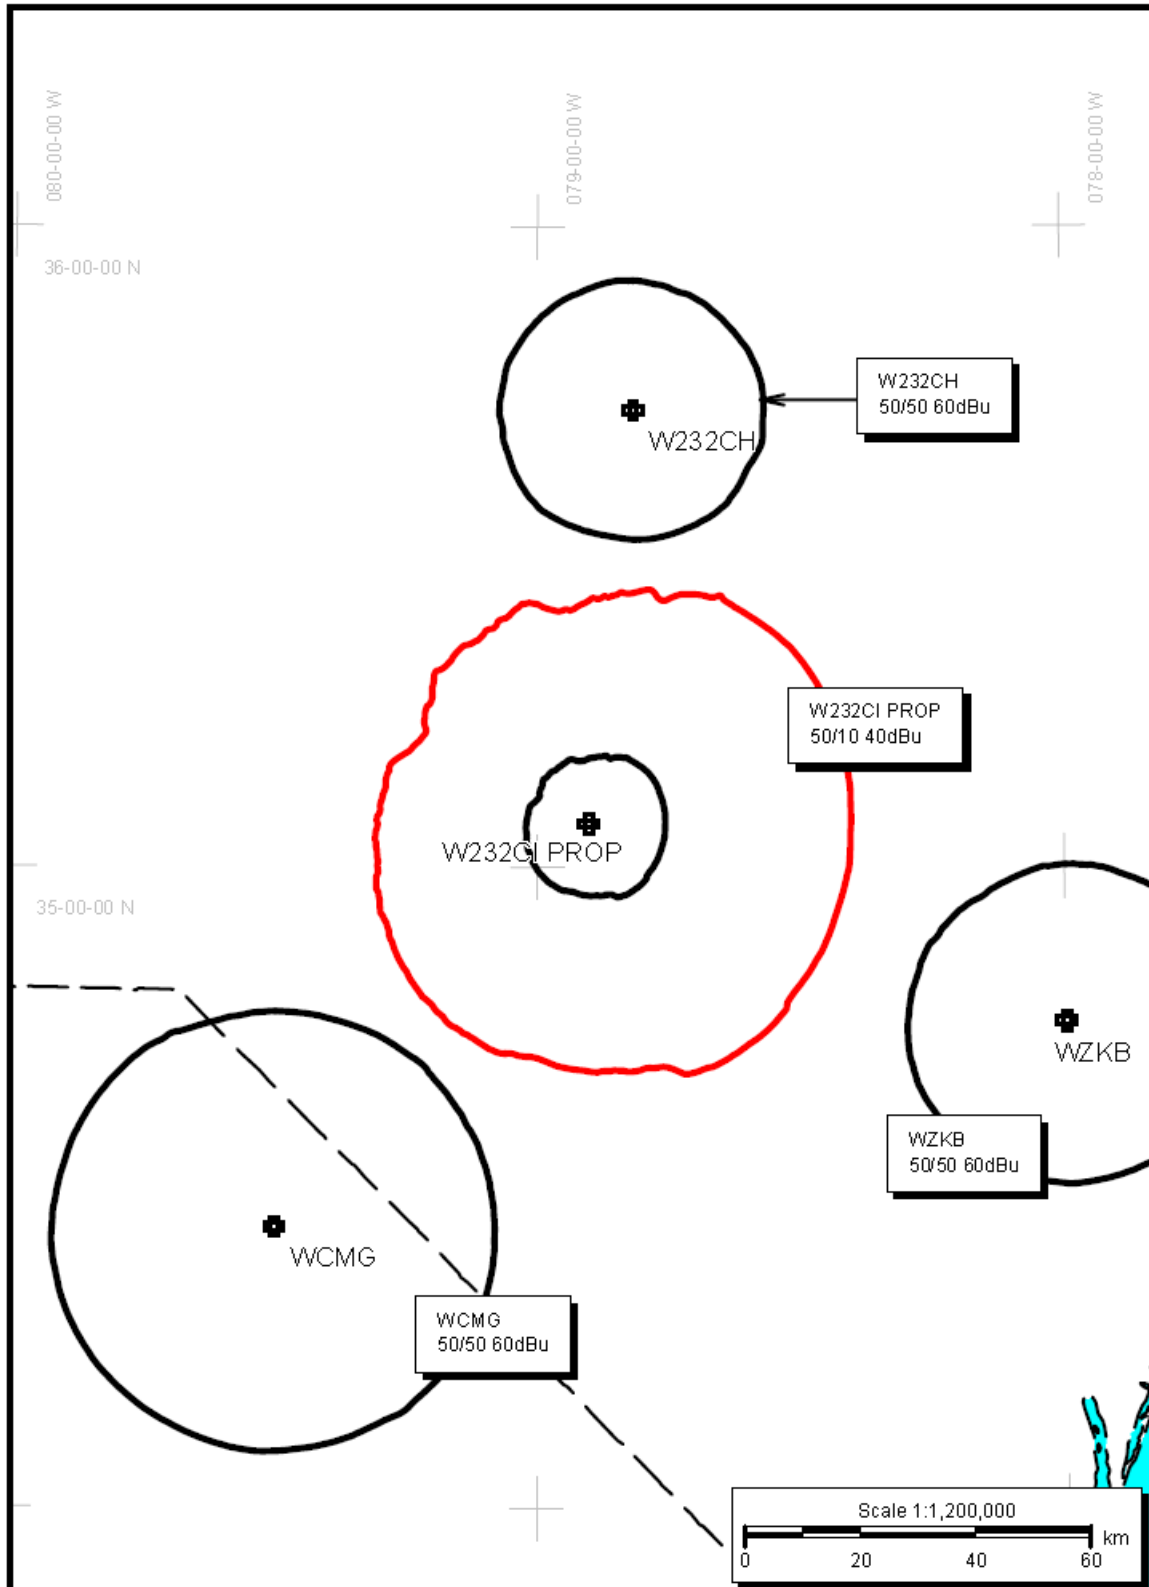 080-00-00 W
079-00-00 W
078-00-00 W
36-00-00 N
W232CH
50/50 60dBu
W232CH
W232CI PROP
50/10 40dBu
W232CI PROP
35-00-00 N
WZKB
WZKB
50/50 60dBu
WCMG
WCMG
50/50 60dBu
Scale 1:1,200,000
km
0 20 40 60